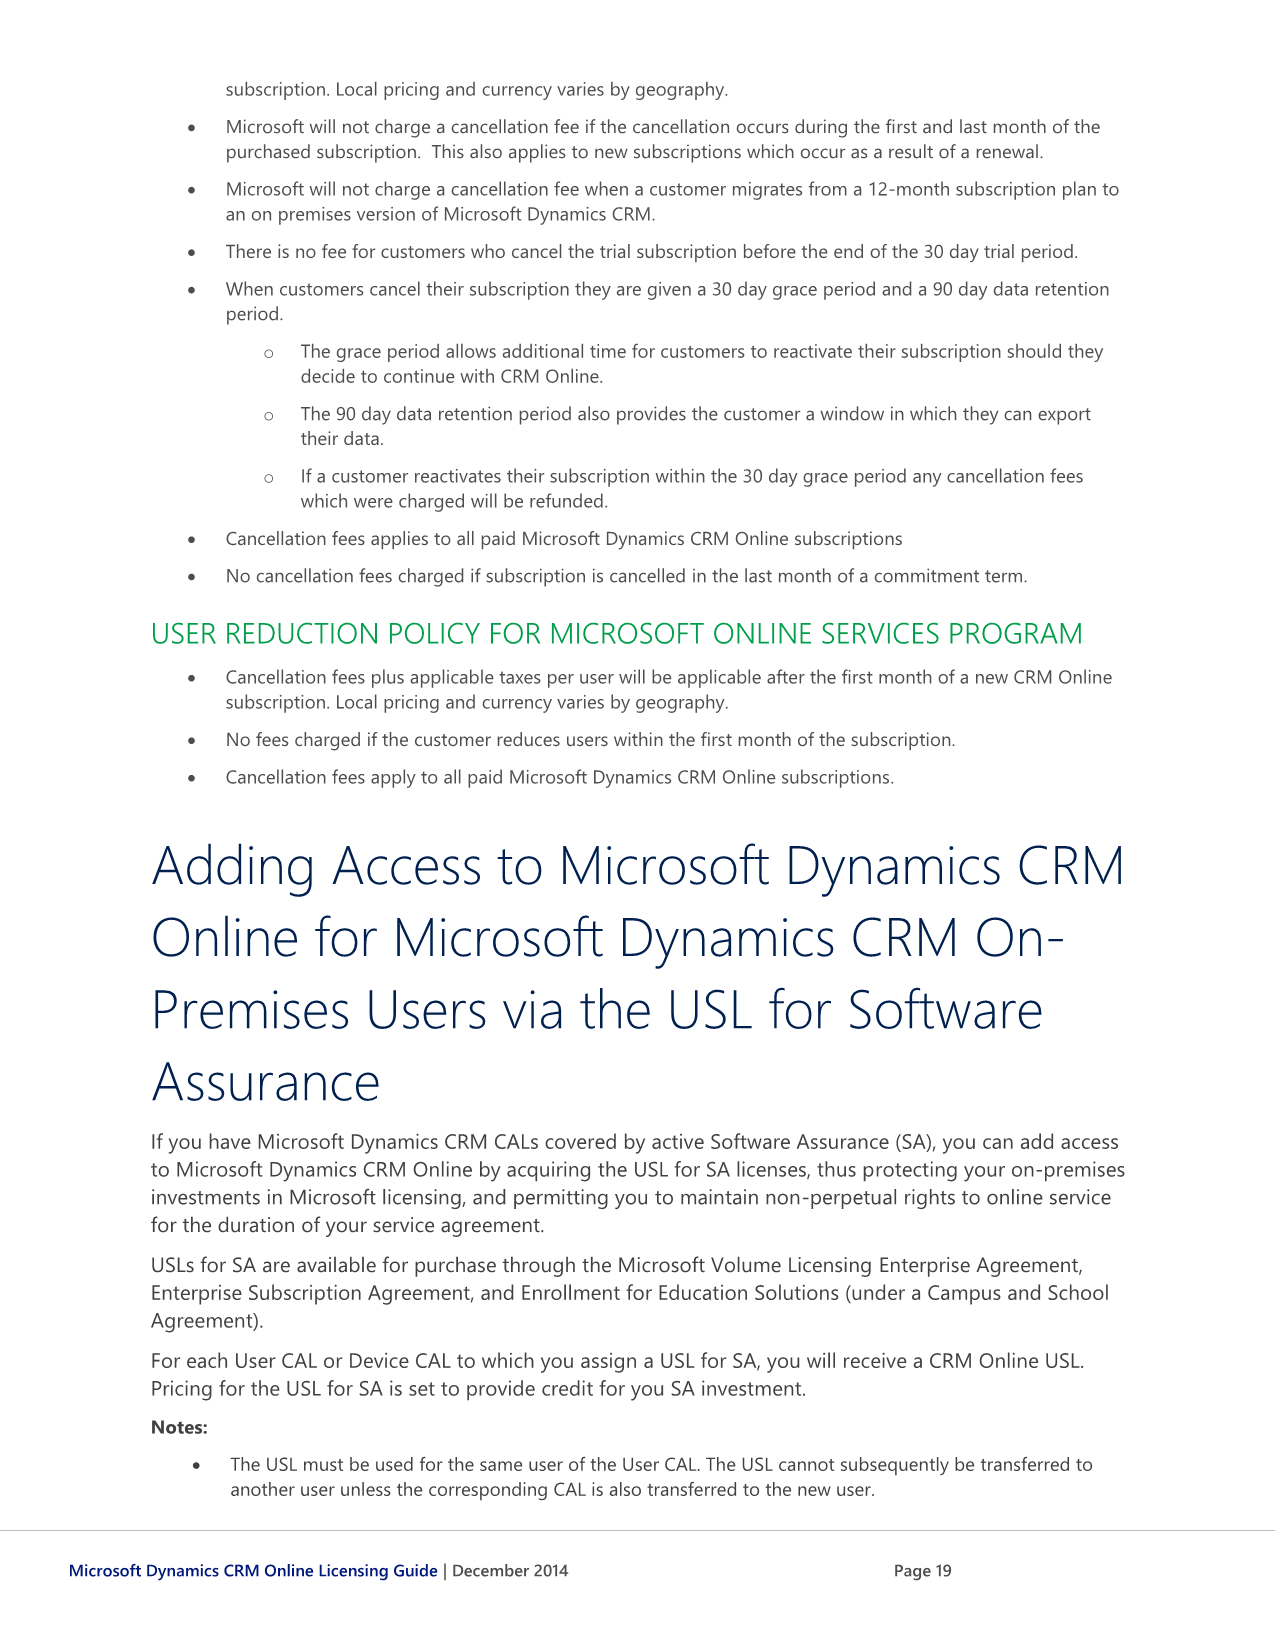 subscription. Local pricing and currency varies by geography.
• Microsoft will not charge a cancellation fee if the cancellation occurs during the first and last month of the
purchased subscription.  This also applies to new subscriptions which occur as a result of a renewal.
• Microsoft will not charge a cancellation fee when a customer migrates from a 12-month subscription plan to
an on premises version of Microsoft Dynamics CRM.
• There is no fee for customers who cancel the trial subscription before the end of the 30 day trial period.
• When customers cancel their subscription they are given a 30 day grace period and a 90 day data retention
period.
o The grace period allows additional time for customers to reactivate their subscription should they
decide to continue with CRM Online.
o The 90 day data retention period also provides the customer a window in which they can export
their data.
o If a customer reactivates their subscription within the 30 day grace period any cancellation fees
which were charged will be refunded.
• Cancellation fees applies to all paid Microsoft Dynamics CRM Online subscriptions
• No cancellation fees charged if subscription is cancelled in the last month of a commitment term.
USER REDUCTION POLICY FOR MICROSOFT ONLINE SERVICES PROGRAM
• Cancellation fees plus applicable taxes per user will be applicable after the first month of a new CRM Online
subscription. Local pricing and currency varies by geography.
• No fees charged if the customer reduces users within the first month of the subscription.
• Cancellation fees apply to all paid Microsoft Dynamics CRM Online subscriptions.
Adding Access to Microsoft Dynamics CRM
Online for Microsoft Dynamics CRM On-
Premises Users via the USL for Software
Assurance
If you have Microsoft Dynamics CRM CALs covered by active Software Assurance (SA), you can add access
to Microsoft Dynamics CRM Online by acquiring the USL for SA licenses, thus protecting your on-premises
investments in Microsoft licensing, and permitting you to maintain non-perpetual rights to online service
for the duration of your service agreement.
USLs for SA are available for purchase through the Microsoft Volume Licensing Enterprise Agreement,
Enterprise Subscription Agreement, and Enrollment for Education Solutions (under a Campus and School
Agreement).
For each User CAL or Device CAL to which you assign a USL for SA, you will receive a CRM Online USL.
Pricing for the USL for SA is set to provide credit for you SA investment.
Notes:
• The USL must be used for the same user of the User CAL. The USL cannot subsequently be transferred to
another user unless the corresponding CAL is also transferred to the new user.
Microsoft Dynamics CRM Online Licensing Guide | December 2014 Page 19